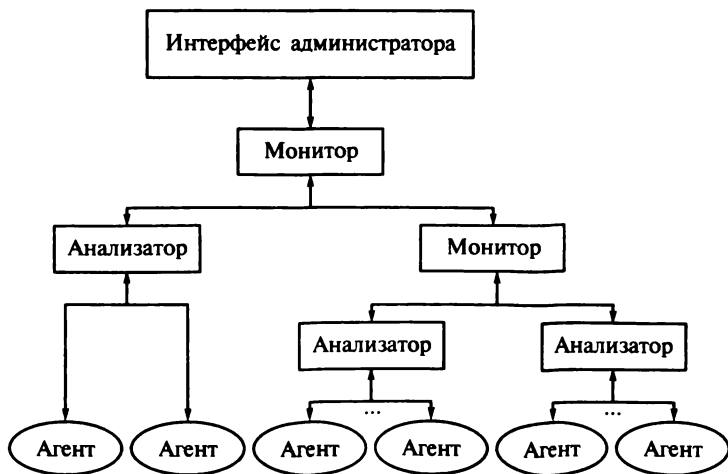 Интерфейс администратора
Монитор
Анализатор
Монитор
Анализатор
Анализатор
...
...
Агент
Агент
Агент
Агент
Агент
Агент